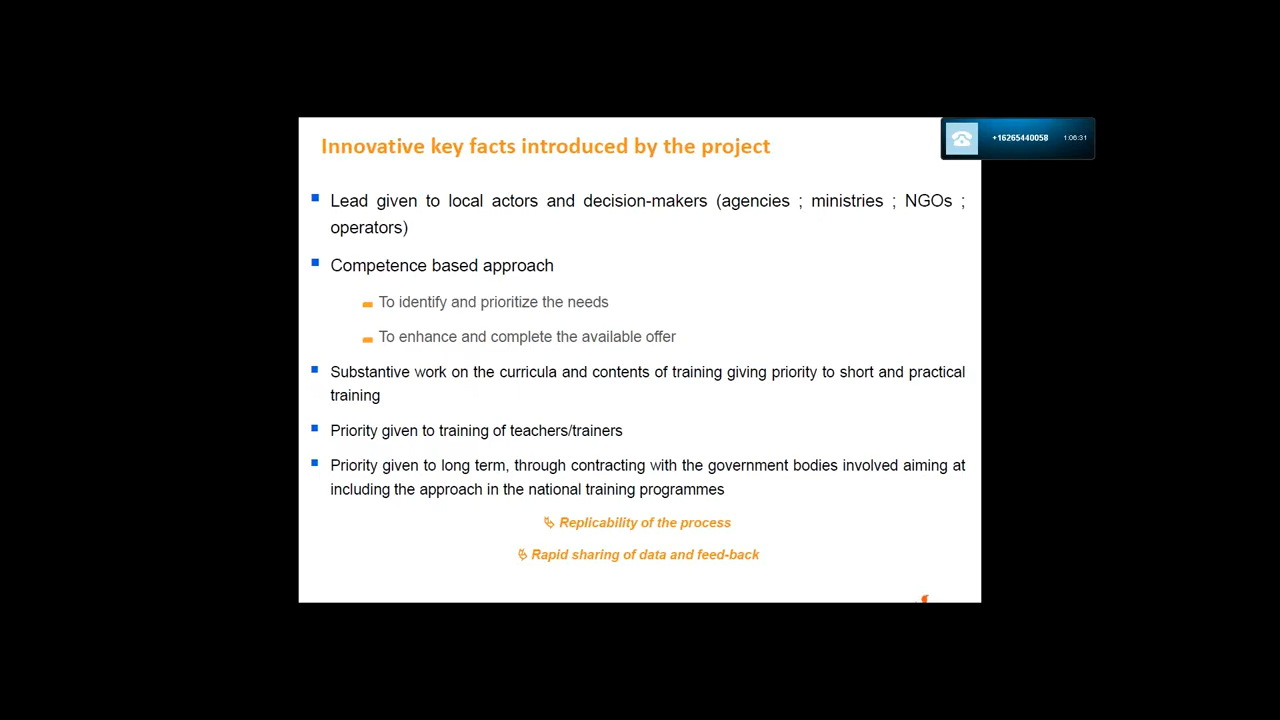 Innovative key facts introduced by the project
+16265440058 1:06:31
Lead given to local actors and decision-makers (agencies ; ministries ; NGOs ;
operators)
Competence based approach
To identify and prioritize the needs
To enhance and complete the available offer
Substantive work on the curricula and contents of training giving priority to short and practical
training
Priority given to training of teachers/trainers
Priority given to long term, through contracting with the government bodies involved aiming at
including the approach in the national training programmes
Replicability of the process
Rapid sharing of data and feed-back